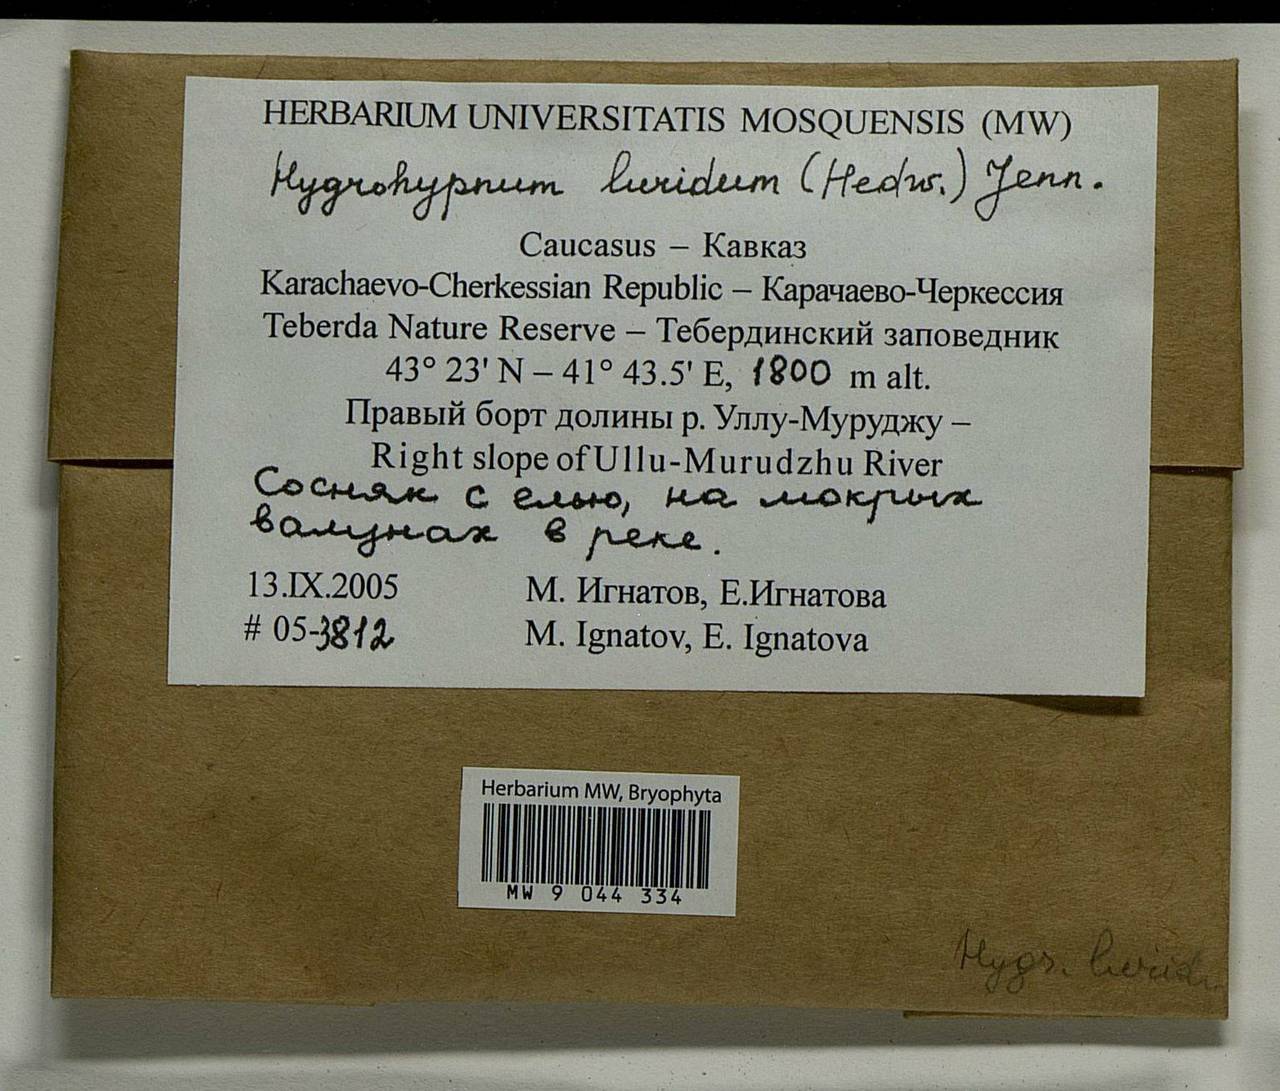 HERBARIUM UNIVERSITATIS MOSQUENSIS (MW)
Hygrohypnum luridum (Hedw.) Jenn.
Caucasus – Кавказ
Karachaevo-Cherkessian Republic – Карачаево-Черкессия
Teberda Nature Reserve – Тебердинский заповедник
43° 23' N – 41° 43.5' E, 1800 m alt.
Правый борт долины р. Уллу-Муруджу –
Right slope of Ullu-Murudzhu River
Сосняк с елью, на мокрых
валунах в реке.
13.IX.2005 М. Игнатов, Е.Игнатова
# 05-3812 M. Ignatov, E. Ignatova
Herbarium MW, Bryophyta
MW 9 044 334
Hygr. lurid